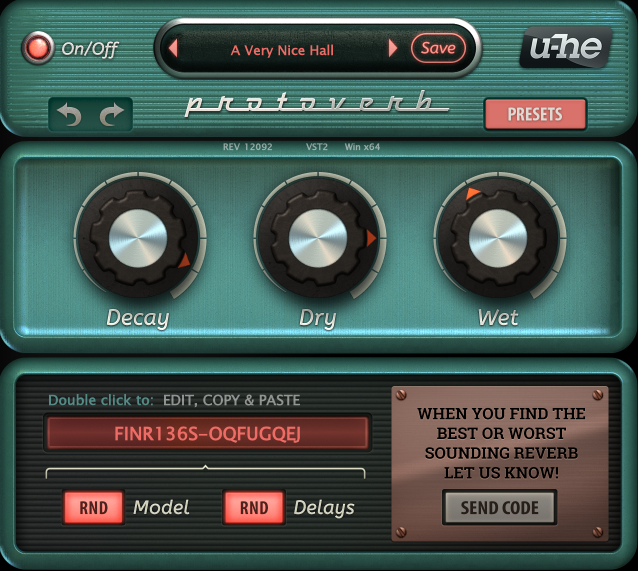 On/Off
A Very Nice Hall
Save
u-he
protoverb
PRESETS
REV 12092 VST2 Win x64
Decay
Dry
Wet
Double click to: EDIT, COPY & PASTE
FINR136S-OQFUGQEJ
RND Model RND Delays
WHEN YOU FIND THE
BEST OR WORST
SOUNDING REVERB
LET US KNOW!
SEND CODE